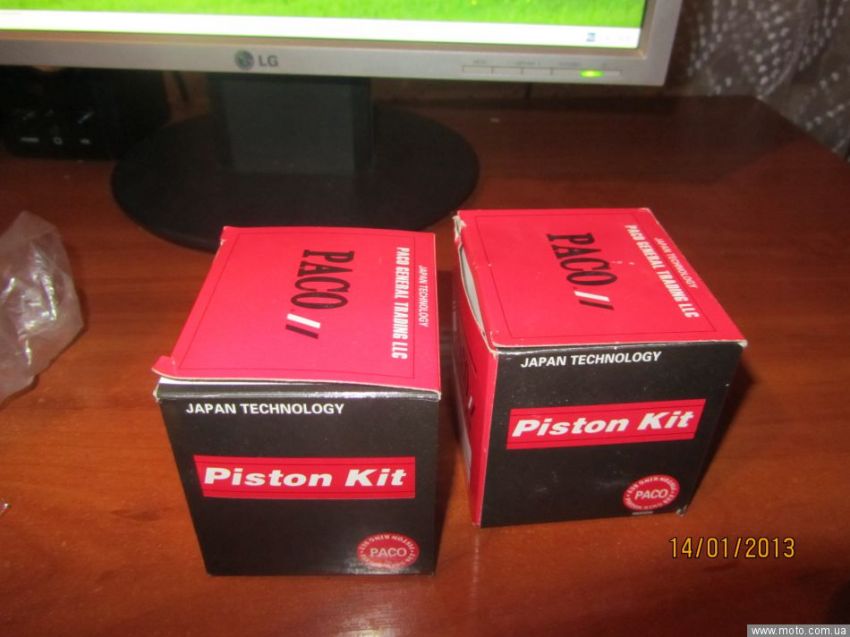 LG
PACO //
JAPAN TECHNOLOGY
PACO GENERAL TRADING LLC
JAPAN TECHNOLOGY
Piston Kit
PACO
PACO //
JAPAN TECHNOLOGY
PACO GENERAL TRADING LLC
JAPAN TECHNOLOGY
Piston Kit
PACO
14/01/2013
www.moto.com.ua